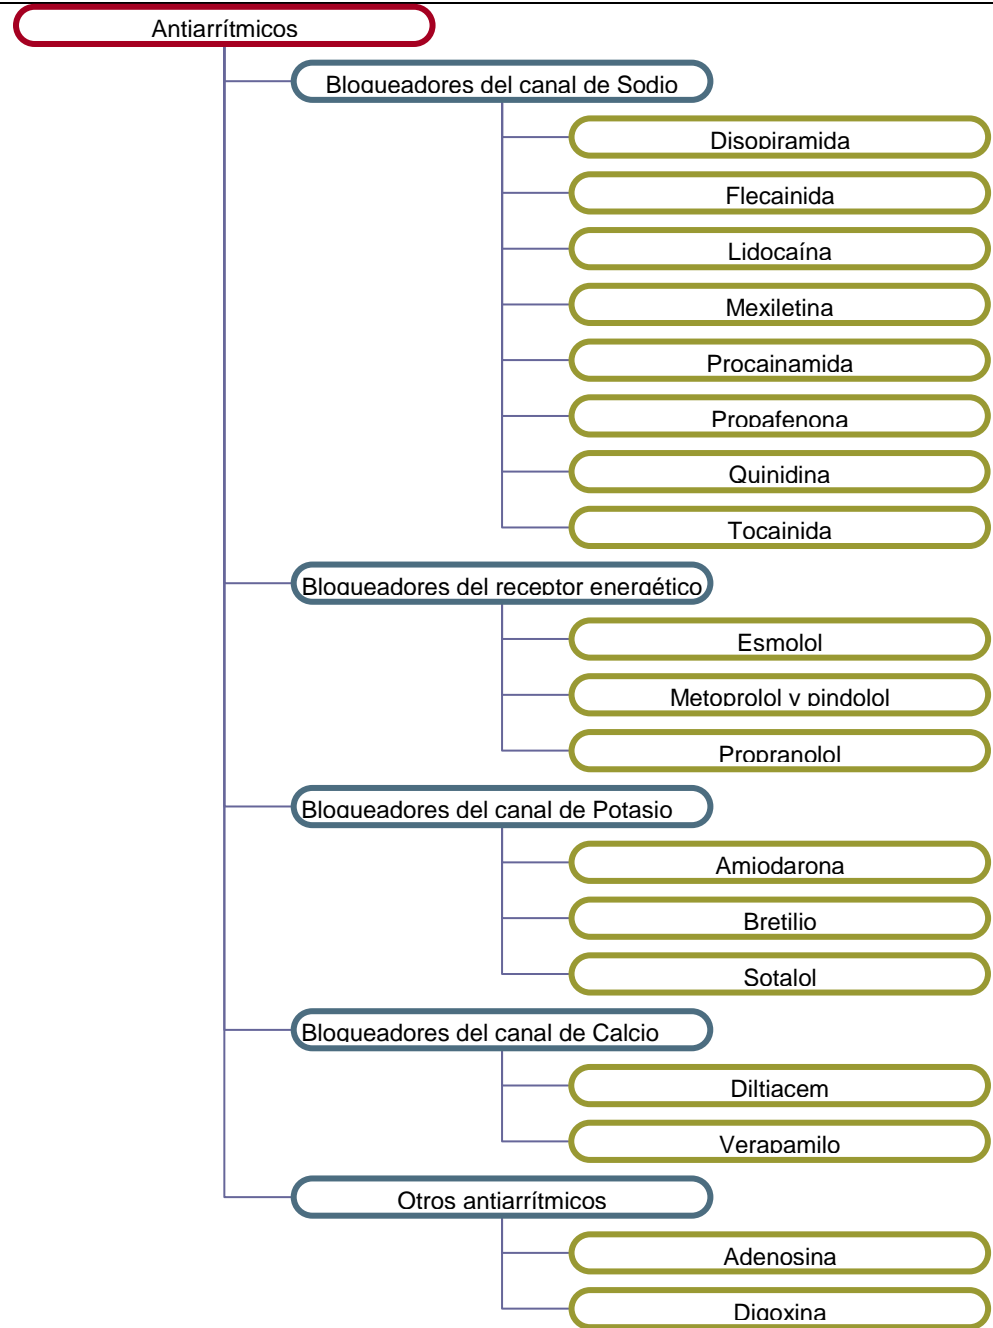 Antiarrítmicos
Bloqueadores del canal de Sodio
Disopiramida
Flecainida
Lidocaína
Mexiletina
Procainamida
Propafenona
Quinidina
Tocainida
Bloqueadores del receptor energético
Esmolol
Metoprolol y pindolol
Propranolol
Bloqueadores del canal de Potasio
Amiodarona
Bretilio
Sotalol
Bloqueadores del canal de Calcio
Diltiacem
Verapamilo
Otros antiarrítmicos
Adenosina
Digoxina